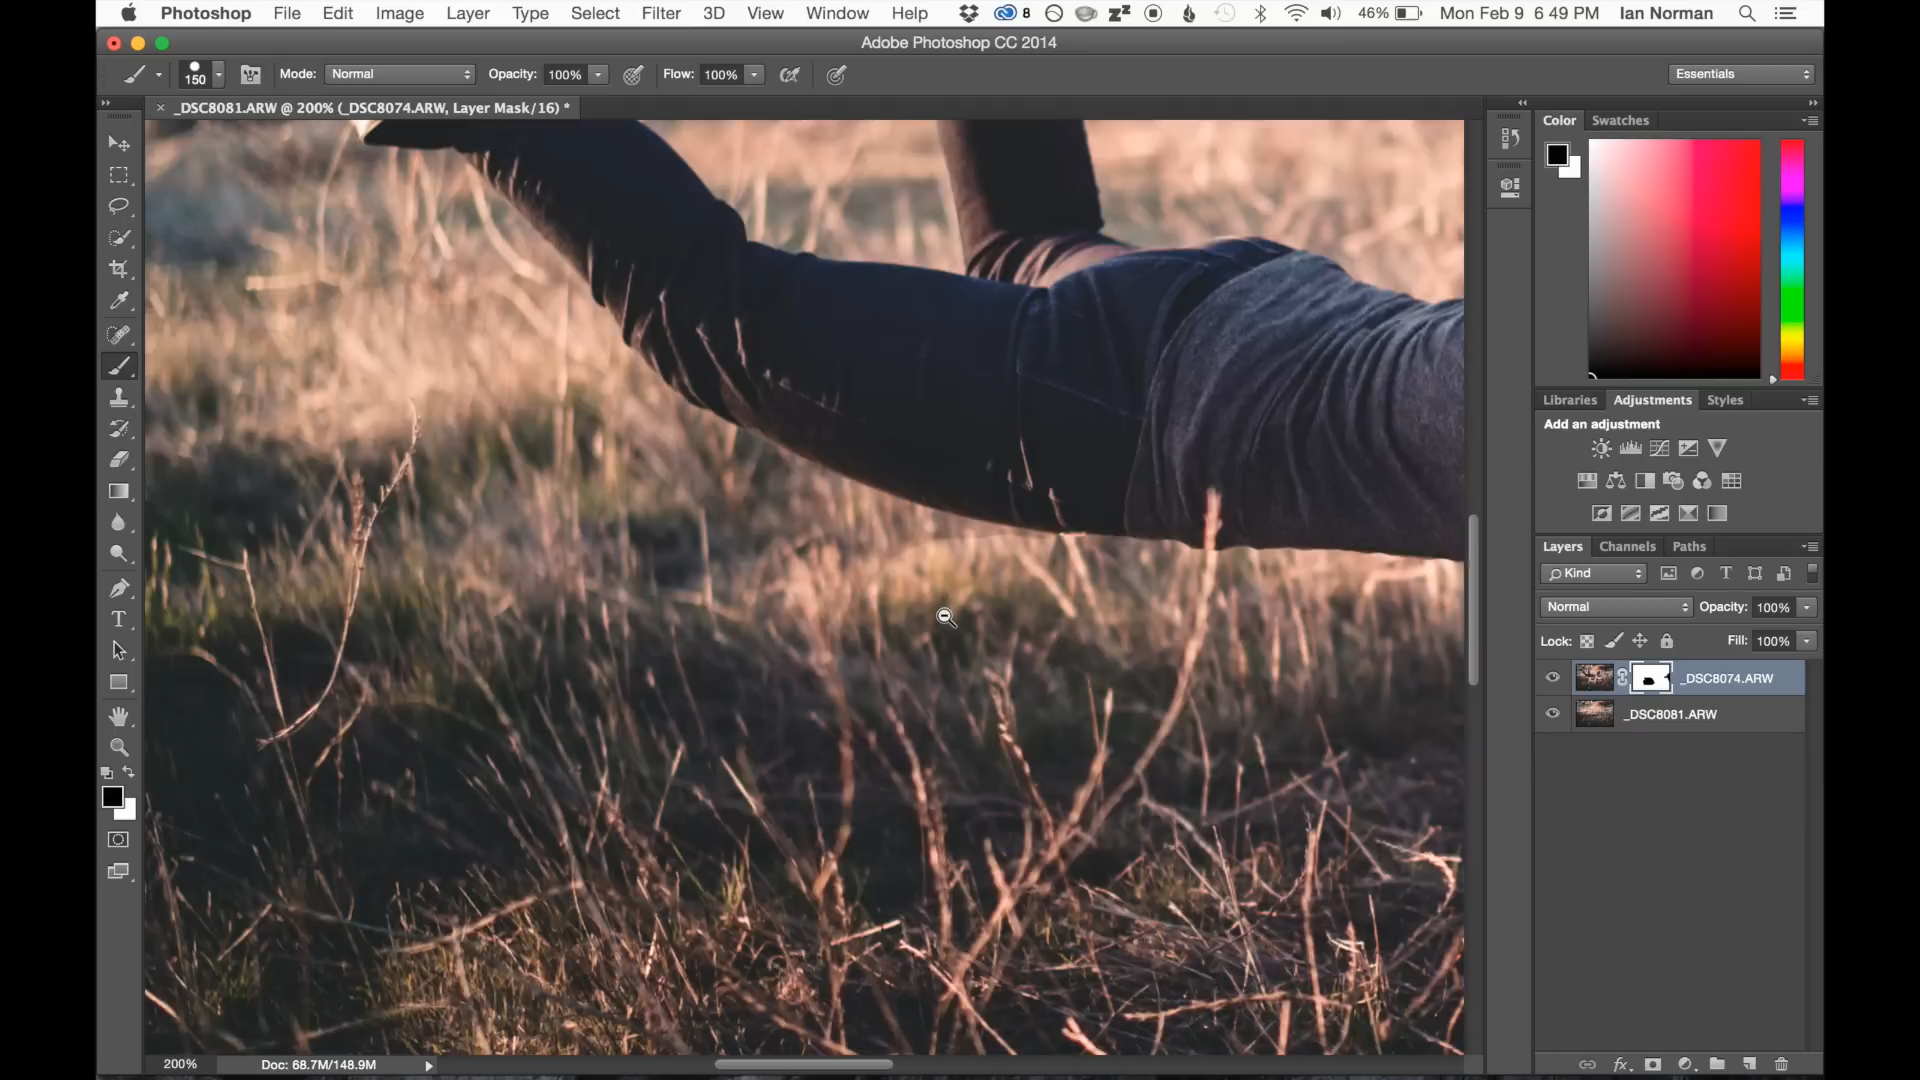 Photoshop File Edit Image Layer Type Select Filter 3D View Window Help 8 46% Mon Feb 9 6:49 PM Ian Norman
Adobe Photoshop CC 2014
150 Mode: Normal Opacity: 100% Flow: 100% Essentials
_DSC8081.ARW @ 200% (_DSC8074.ARW, Layer Mask/16) *
Color Swatches
Libraries Adjustments Styles
Add an adjustment
Layers Channels Paths
Kind
Normal Opacity: 100%
Lock: Fill: 100%
_DSC8074.ARW
_DSC8081.ARW
200% Doc: 68.7M/148.9M